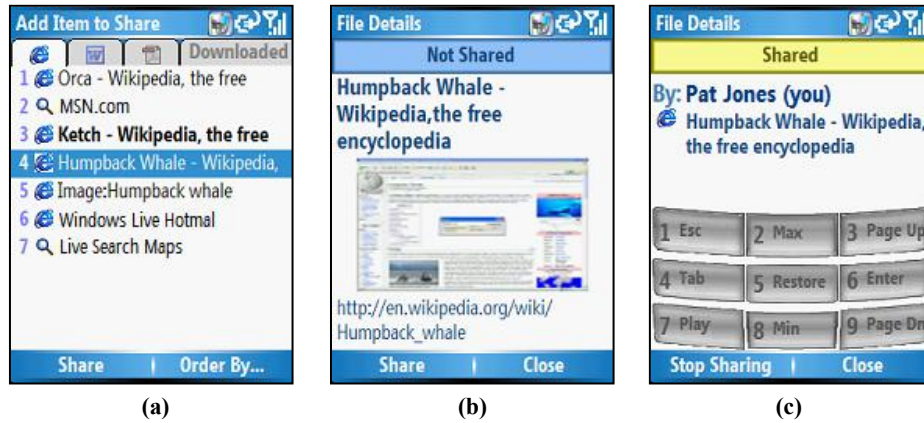 Add Item to Share
Downloaded
1 Orca - Wikipedia, the free
2 MSN.com
3 Ketch - Wikipedia, the free
4 Humpback Whale - Wikipedia,
5 Image:Humpback whale
6 Windows Live Hotmal
7 Live Search Maps
Share Order By...
(a)
File Details
Not Shared
Humpback Whale -
Wikipedia,the free
encyclopedia
http://en.wikipedia.org/wiki/
Humpback_whale
Share Close
(b)
File Details
Shared
By: Pat Jones (you)
Humpback Whale - Wikipedia,
the free encyclopedia
1 Esc 2 Max 3 Page Up
4 Tab 5 Restore 6 Enter
7 Play 8 Min 9 Page Dn
Stop Sharing Close
(c)